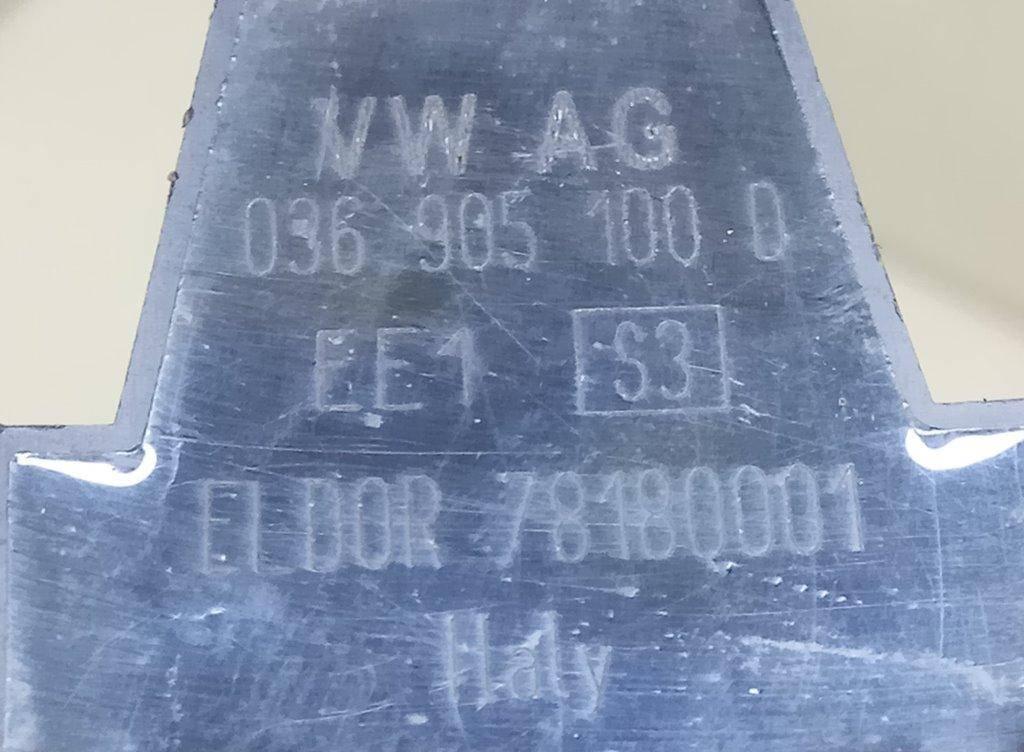 VW AG
036 905 100 D
EE1 S3
ELDOR 78180001
Italy